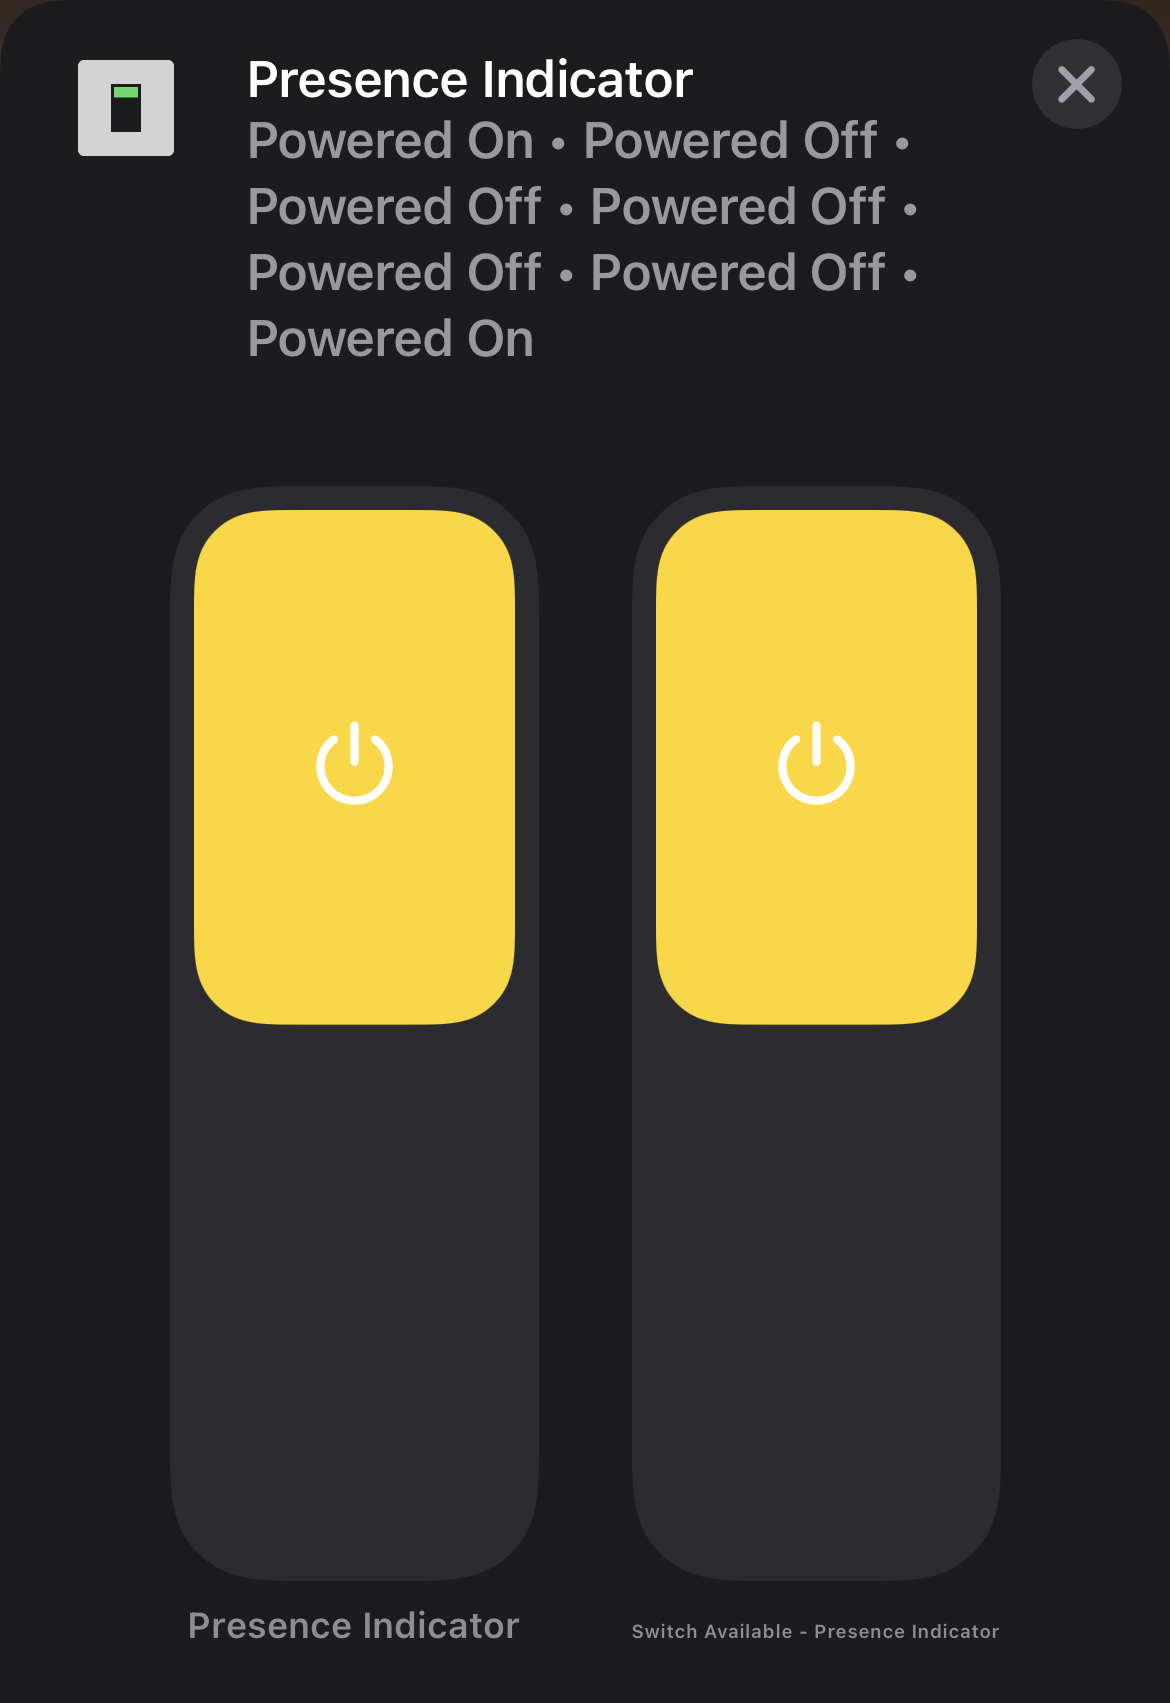 Presence Indicator
Powered On • Powered Off •
Powered Off • Powered Off •
Powered Off • Powered Off •
Powered On
Presence Indicator
Switch Available - Presence Indicator